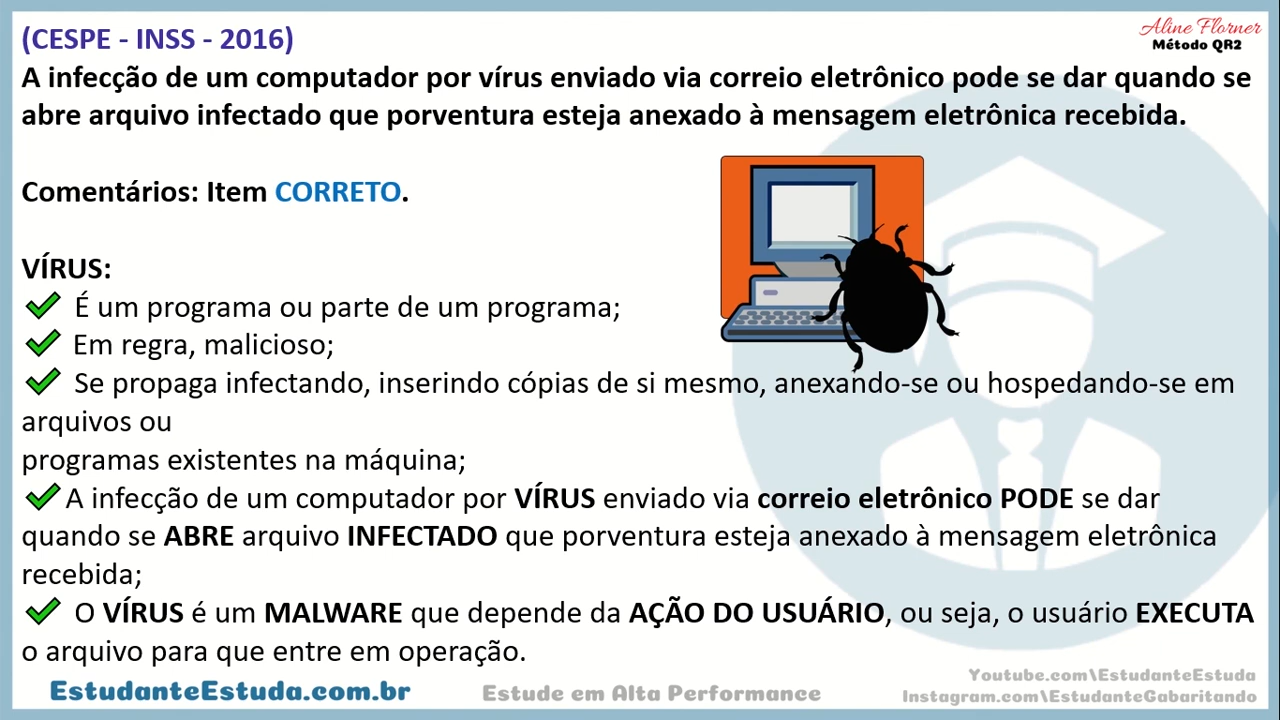 (CESPE - INSS - 2016)
Aline Florner
Método QR2
A infecção de um computador por vírus enviado via correio eletrônico pode se dar quando se
abre arquivo infectado que porventura esteja anexado à mensagem eletrônica recebida.
Comentários: Item CORRETO.
VÍRUS:
É um programa ou parte de um programa;
Em regra, malicioso;
Se propaga infectando, inserindo cópias de si mesmo, anexando-se ou hospedando-se em
arquivos ou
programas existentes na máquina;
A infecção de um computador por VÍRUS enviado via correio eletrônico PODE se dar
quando se ABRE arquivo INFECTADO que porventura esteja anexado à mensagem eletrônica
recebida;
O VÍRUS é um MALWARE que depende da AÇÃO DO USUÁRIO, ou seja, o usuário EXECUTA
o arquivo para que entre em operação.
EstudanteEstuda.com.br
Estude em Alta Performance
Youtube.com\EstudanteEstuda
Instagram.com\EstudanteGabaritando